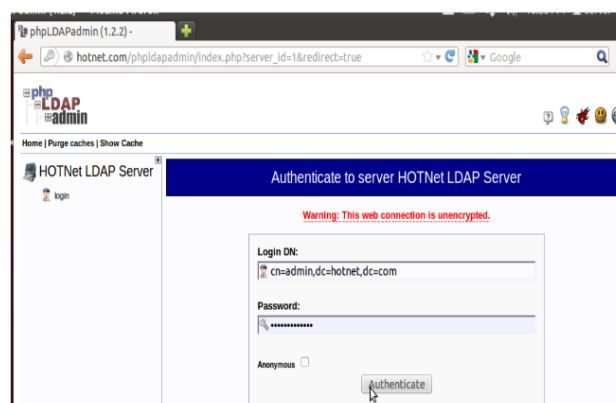 phpLDAPadmin (1.2.2) -
hotnet.com/phpldapadmin/index.php?server_id=1&redirect=true
Google
php
LDAP
admin
Home | Purge caches | Show Cache
HOTNet LDAP Server
login
Authenticate to server HOTNet LDAP Server
Warning: This web connection is unencrypted.
Login DN:
cn=admin,dc=hotnet,dc=com
Password:
•••••••••••••
Anonymous
Authenticate